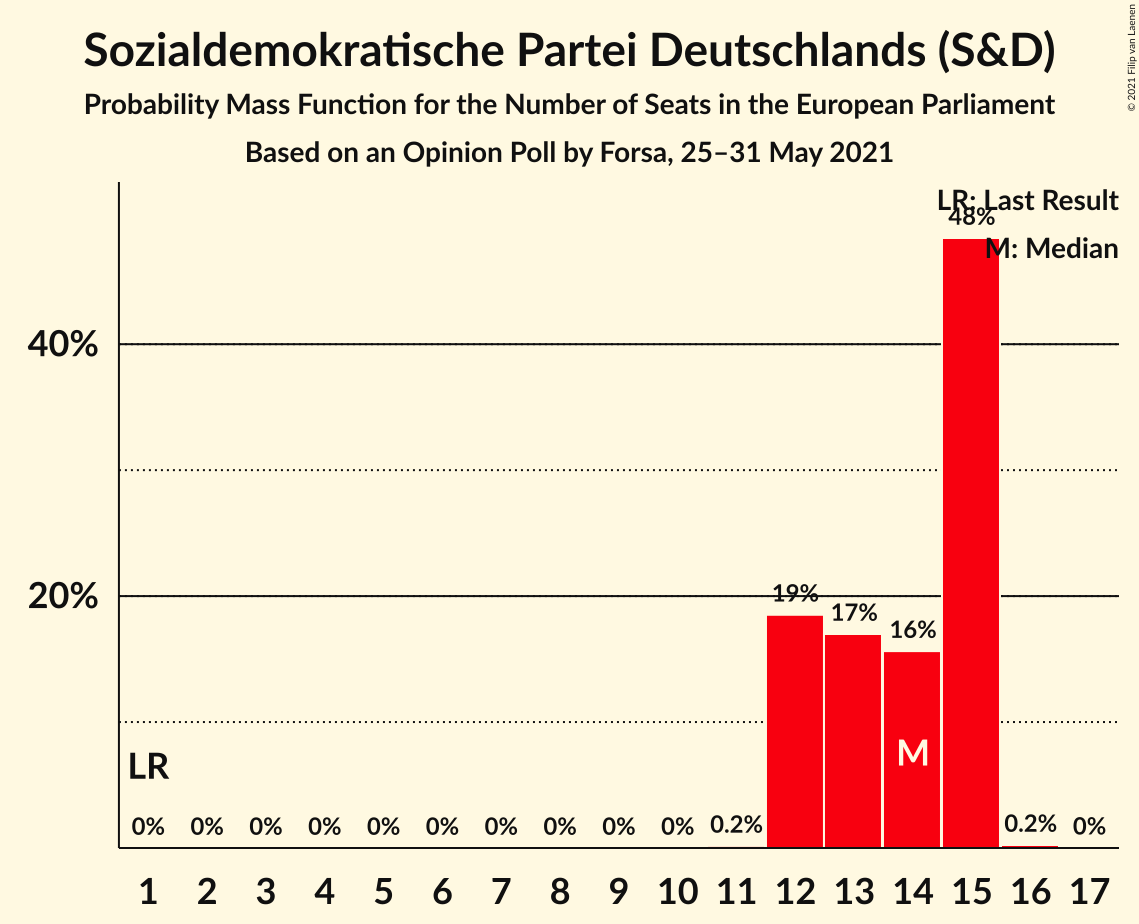 Sozialdemokratische Partei Deutschlands (S&D)
Probability Mass Function for the Number of Seats in the European Parliament
Based on an Opinion Poll by Forsa, 25–31 May 2021
© 2021 Filip van Laenen
LR: Last Result
48%
M: Median
40%
20%
19%
17%
16%
M
LR
0% 0% 0% 0% 0% 0% 0% 0% 0% 0% 0.2% 0.2% 0%
1 2 3 4 5 6 7 8 9 10 11 12 13 14 15 16 17